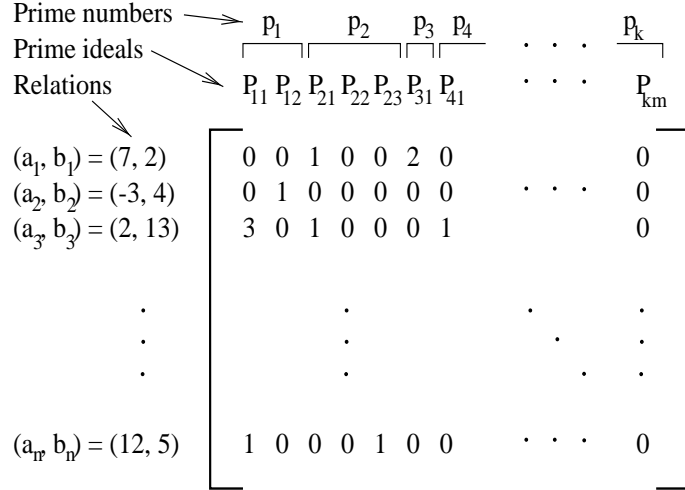 Prime numbers p1 p2 p3 p4 . . . pk
Prime ideals
Relations P11 P12 P21 P22 P23 P31 P41 . . . Pkm
(a1, b1) = (7, 2) 0 0 1 0 0 2 0 0
(a2, b2) = (-3, 4) 0 1 0 0 0 0 0 . . . 0
(a3, b3) = (2, 13) 3 0 1 0 0 0 1 0
. . . .
. . . .
. . . .
(an, bn) = (12, 5) 1 0 0 0 1 0 0 . . . 0